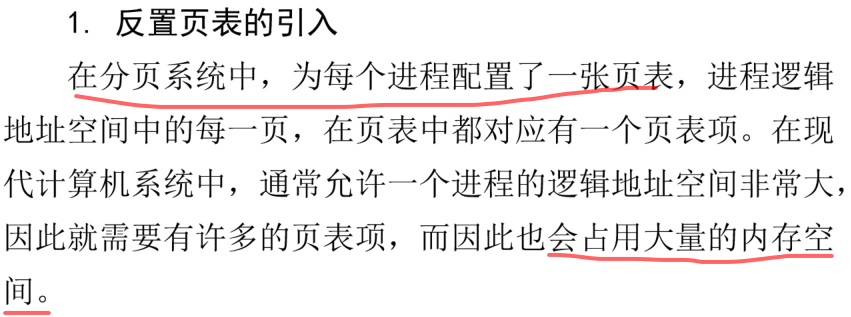 1. 反置页表的引入
在分页系统中，为每个进程配置了一张页表，进程逻辑
地址空间中的每一页，在页表中都对应有一个页表项。在现
代计算机系统中，通常允许一个进程的逻辑地址空间非常大，
因此就需要有许多的页表项，而因此也会占用大量的内存空
间。